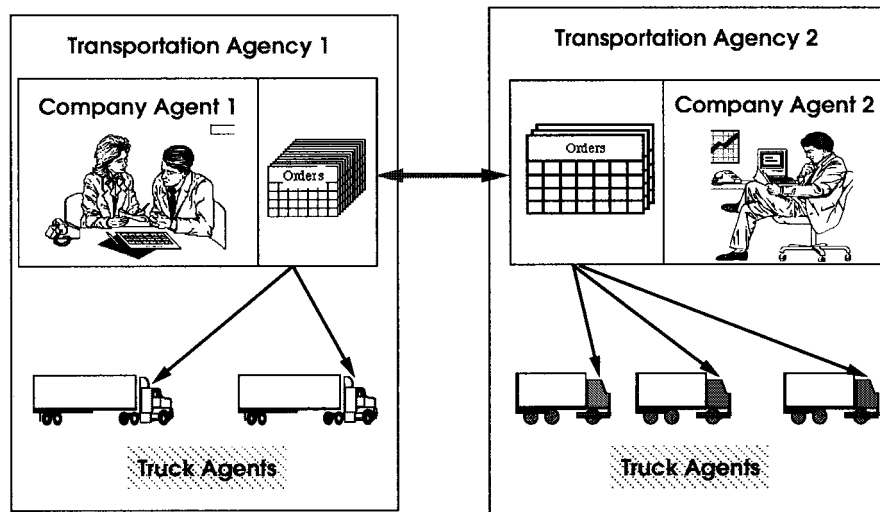 Transportation Agency 1
Company Agent 1
Orders
Truck Agents
Transportation Agency 2
Orders
Company Agent 2
Truck Agents